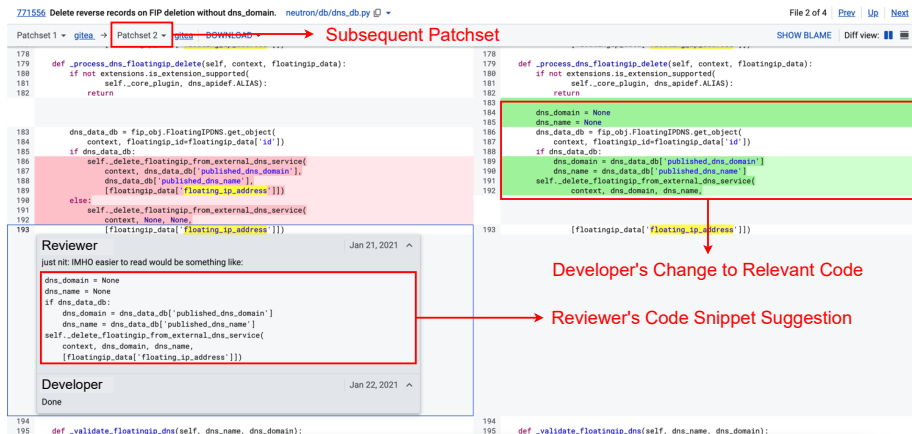 771556 Delete reverse records on FIP deletion without dns_domain. neutron/db/dns_db.py
File 2 of 4 Prev Up Next
Patchset 1 gitea → Patchset 2 gitea DOWNLOAD
Subsequent Patchset
SHOW BLAME Diff view:
178
179 def _process_dns_floatingip_delete(self, context, floatingip_data):
180 if not extensions.is_extension_supported(
181 self._core_plugin, dns_apidef.ALIAS):
182 return
183 dns_data_db = fip_obj.FloatingIPDNS.get_object(
184 context, floatingip_id=floatingip_data['id'])
185 if dns_data_db:
186 self._delete_floatingip_from_external_dns_service(
187 context, dns_data_db['published_dns_domain'],
188 dns_data_db['published_dns_name'],
189 [floatingip_data['floating_ip_address']])
190 else:
191 self._delete_floatingip_from_external_dns_service(
192 context, None, None,
193 [floatingip_data['floating_ip_address']])
Reviewer Jan 21, 2021
just nit: IMHO easier to read would be something like:
dns_domain = None
dns_name = None
if dns_data_db:
dns_domain = dns_data_db['published_dns_domain']
dns_name = dns_data_db['published_dns_name']
self._delete_floatingip_from_external_dns_service(
context, dns_domain, dns_name,
[floatingip_data['floating_ip_address']])
Developer Jan 22, 2021
Done
194
195 def _validate_floatingip_dns(self, dns_name, dns_domain):
178
179 def _process_dns_floatingip_delete(self, context, floatingip_data):
180 if not extensions.is_extension_supported(
181 self._core_plugin, dns_apidef.ALIAS):
182 return
183
184 dns_domain = None
185 dns_name = None
186 dns_data_db = fip_obj.FloatingIPDNS.get_object(
187 context, floatingip_id=floatingip_data['id'])
188 if dns_data_db:
189 dns_domain = dns_data_db['published_dns_domain']
190 dns_name = dns_data_db['published_dns_name']
191 self._delete_floatingip_from_external_dns_service(
192 context, dns_domain, dns_name,
193 [floatingip_data['floating_ip_address']])
Developer's Change to Relevant Code
Reviewer's Code Snippet Suggestion
194
195 def _validate_floatingip_dns(self, dns_name, dns_domain):